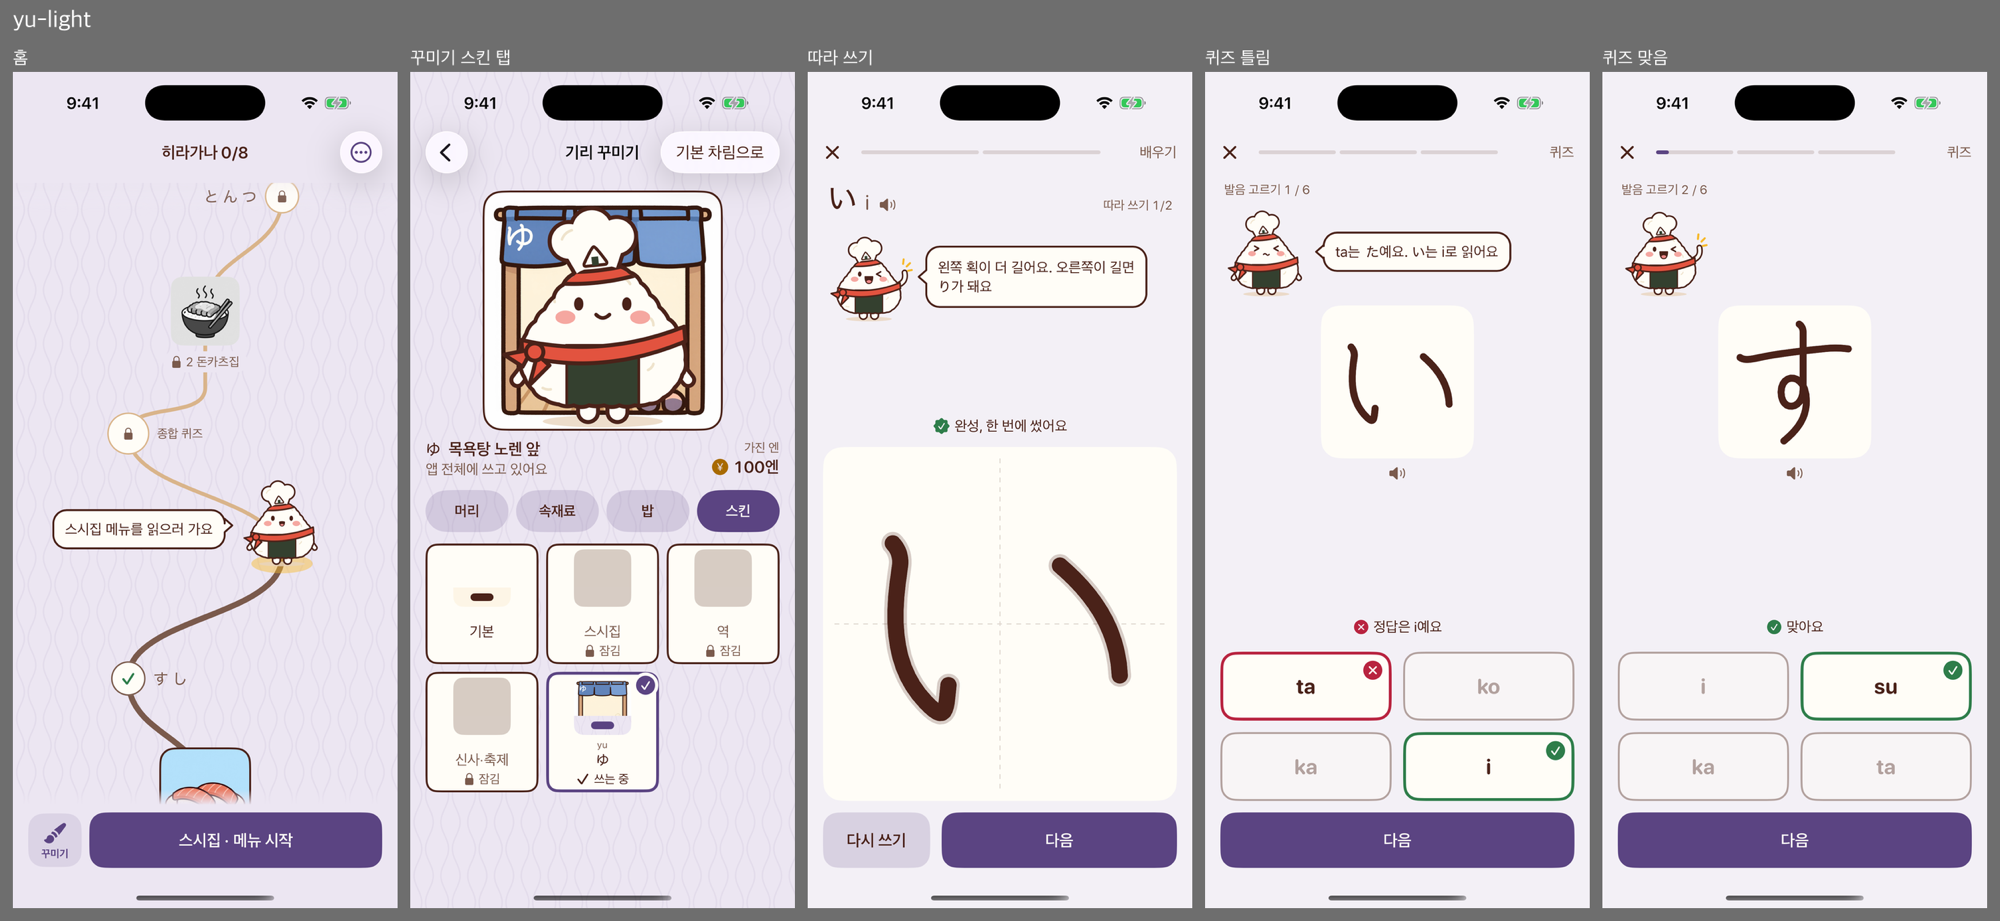 yu-light
홈
9:41
히라가나 0/8
とんつ
2 돈카츠집
종합 퀴즈
스시집 메뉴를 읽으러 가요
すし
꾸미기
스시집 · 메뉴 시작
꾸미기 스킨 탭
9:41
기리 꾸미기
기본 차림으로
ゆ
ゆ 목욕탕 노렌 앞
앱 전체에 쓰고 있어요
가진 엔
¥ 100엔
머리
속재료
밥
스킨
기본
스시집
잠김
역
잠김
신사·축제
잠김
ゆ
yu
ゆ
쓰는 중
따라 쓰기
9:41
배우기
い i
따라 쓰기 1/2
왼쪽 획이 더 길어요. 오른쪽이 길면
り가 돼요
완성, 한 번에 썼어요
い
다시 쓰기
다음
퀴즈 틀림
9:41
퀴즈
발음 고르기 1 / 6
ta는 た예요. い는 i로 읽어요
い
정답은 i예요
ta
ko
ka
i
다음
퀴즈 맞음
9:41
퀴즈
발음 고르기 2 / 6
す
맞아요
i
su
ka
ta
다음